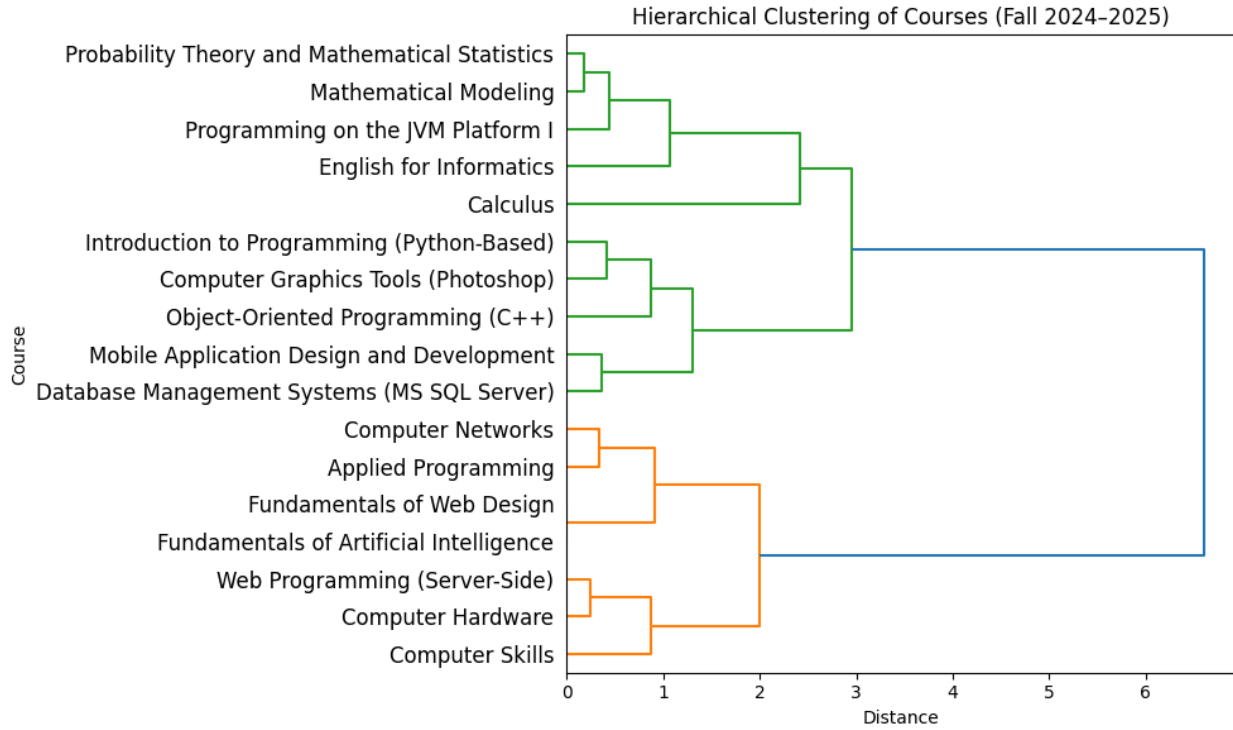 Hierarchical Clustering of Courses (Fall 2024–2025)
Probability Theory and Mathematical Statistics
Mathematical Modeling
Programming on the JVM Platform I
English for Informatics
Calculus
Introduction to Programming (Python-Based)
Computer Graphics Tools (Photoshop)
Object-Oriented Programming (C++)
Mobile Application Design and Development
Database Management Systems (MS SQL Server)
Computer Networks
Applied Programming
Fundamentals of Web Design
Fundamentals of Artificial Intelligence
Web Programming (Server-Side)
Computer Hardware
Computer Skills
Course
0 1 2 3 4 5 6
Distance